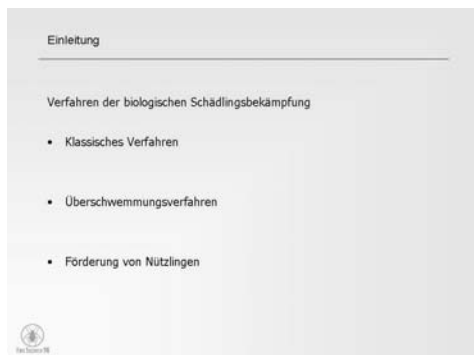 Einleitung
Verfahren der biologischen Schädlingsbekämpfung
• Klassisches Verfahren
• Überschwemmungsverfahren
• Förderung von Nützlingen